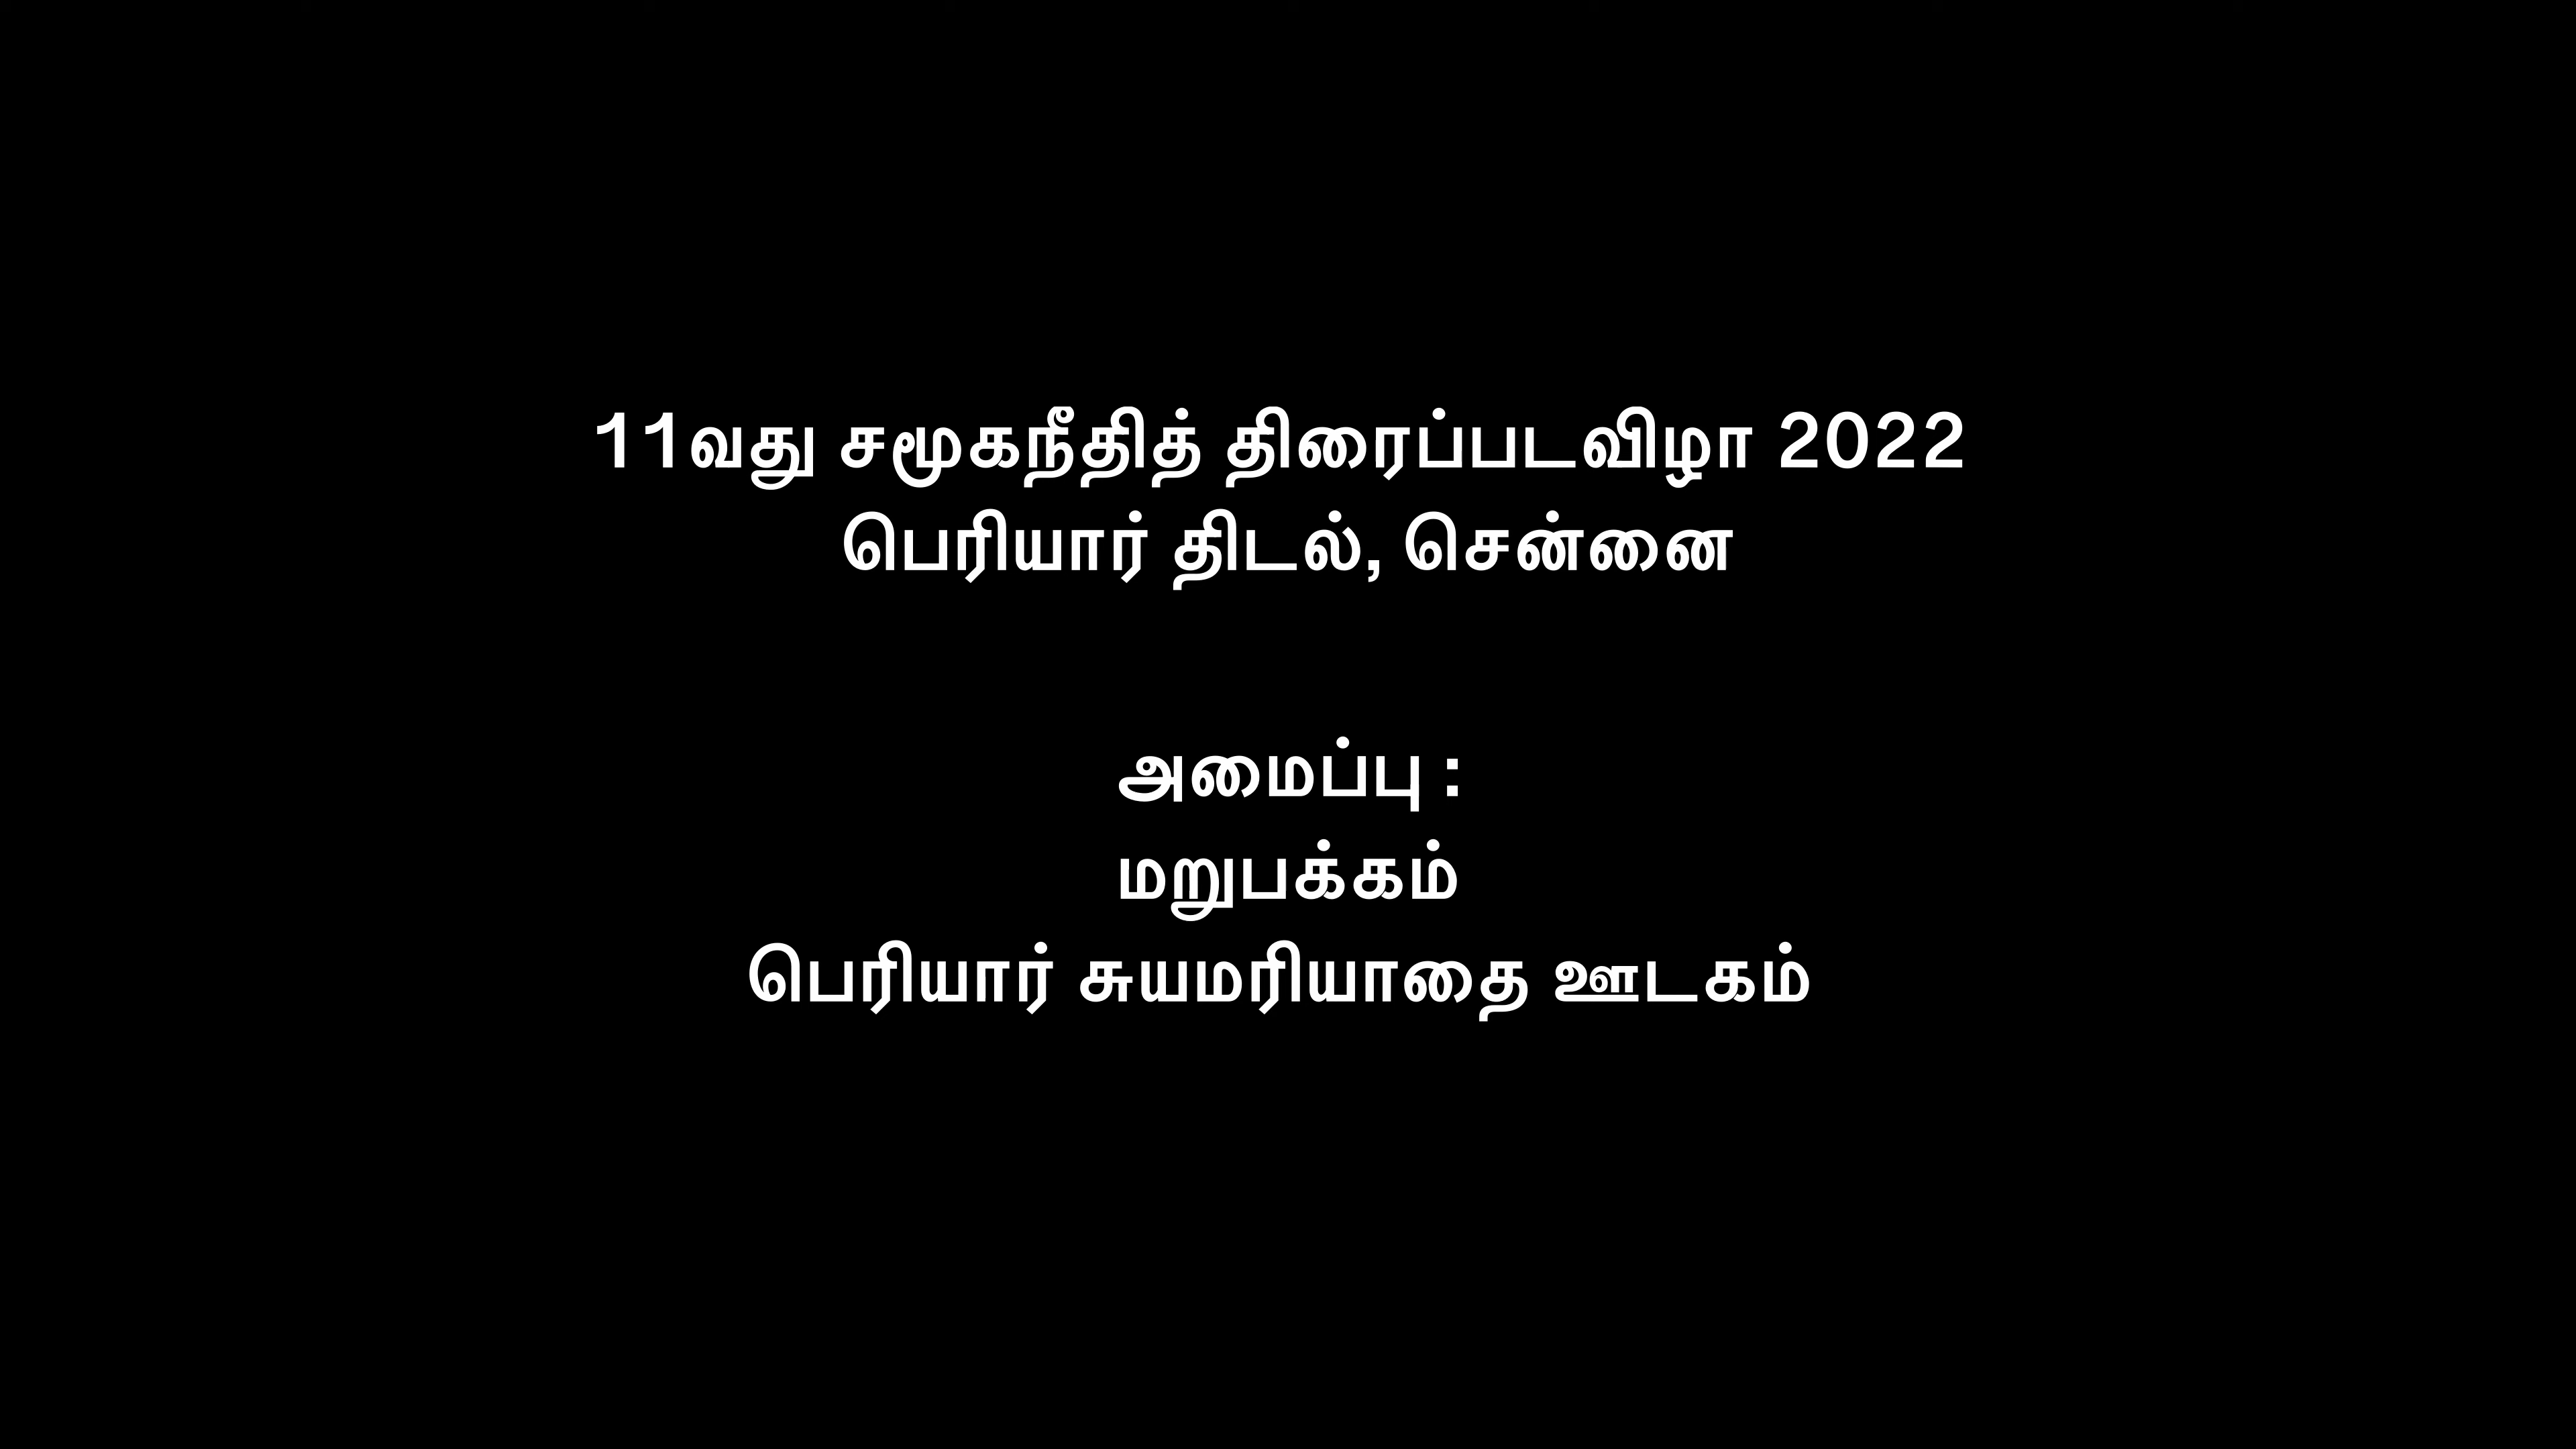 11வது சமூகநீதித் திரைப்படவிழா 2022
பெரியார் திடல், சென்னை
அமைப்பு :
மறுபக்கம்
பெரியார் சுயமரியாதை ஊடகம்